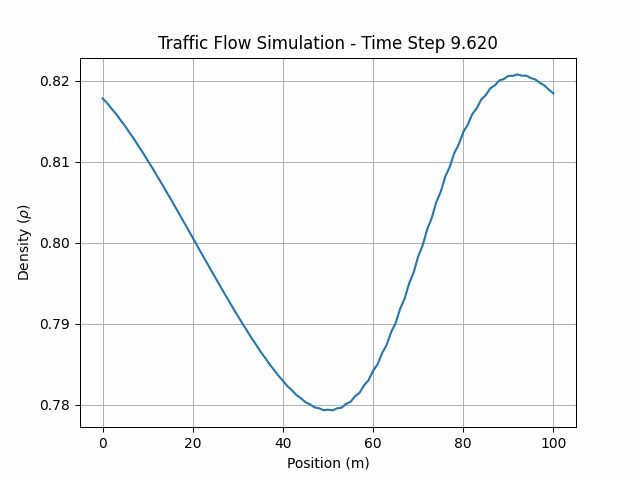 Traffic Flow Simulation - Time Step 9.620
0.82
0.81
0.80
0.79
0.78
Density (ρ)
0 20 40 60 80 100
Position (m)